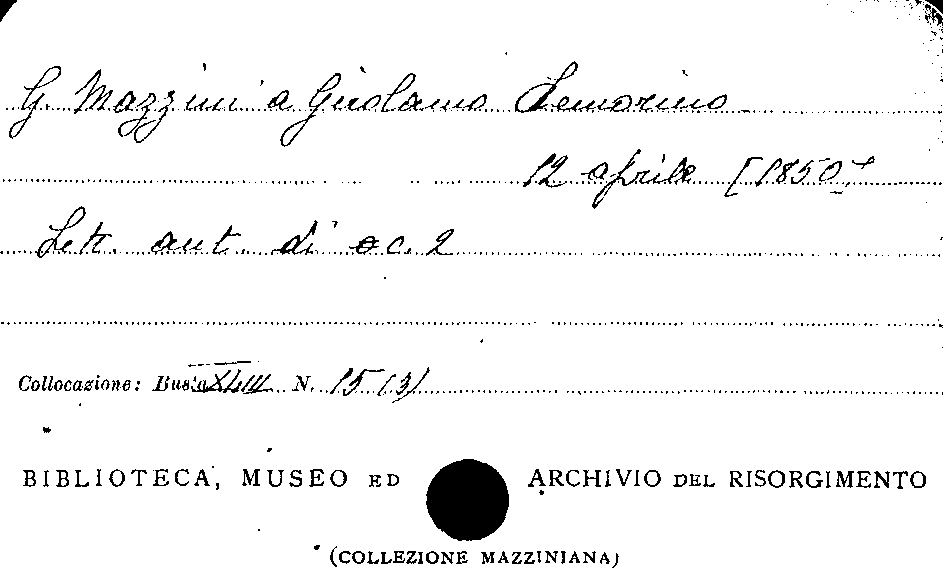 G. Mazzini a Girolamo Remorino
12 aprile [1850]
Lett. aut. di cc. 2
Collocazione: Busta XLIII N. 15 (3)
BIBLIOTECA, MUSEO ED ARCHIVIO DEL RISORGIMENTO
(COLLEZIONE MAZZINIANA)